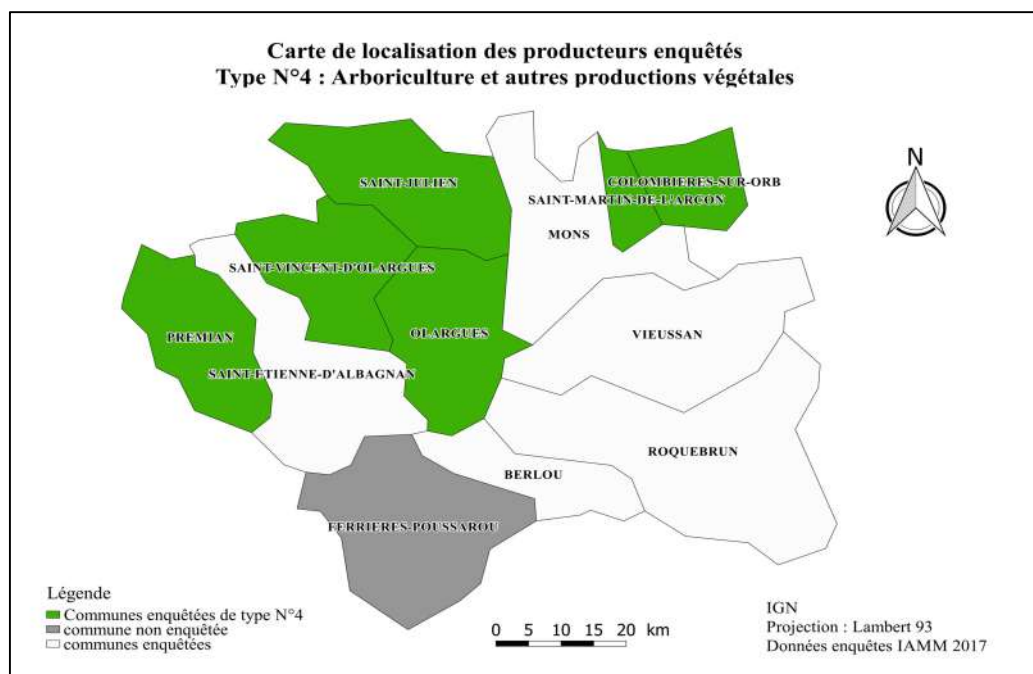 Carte de localisation des producteurs enquêtés
Type N°4 : Arboriculture et autres productions végétales
N
SAINT-JULIEN
COLOMBIERES-SUR-ORB
SAINT-MARTIN-DE-L'ARÇON
MONS
SAINT-VINCENT-D'OLARGUES
PREMIAN
OLARGUES
VIEUSSAN
SAINT-ETIENNE-D'ALBAGNAN
ROQUEBRUN
BERLOU
FERRIERES-POUSSAROU
Légende
Communes enquêtées de type N°4
commune non enquêtée
communes enquêtées
0 5 10 15 20 km
IGN
Projection : Lambert 93
Données enquêtes IAMM 2017